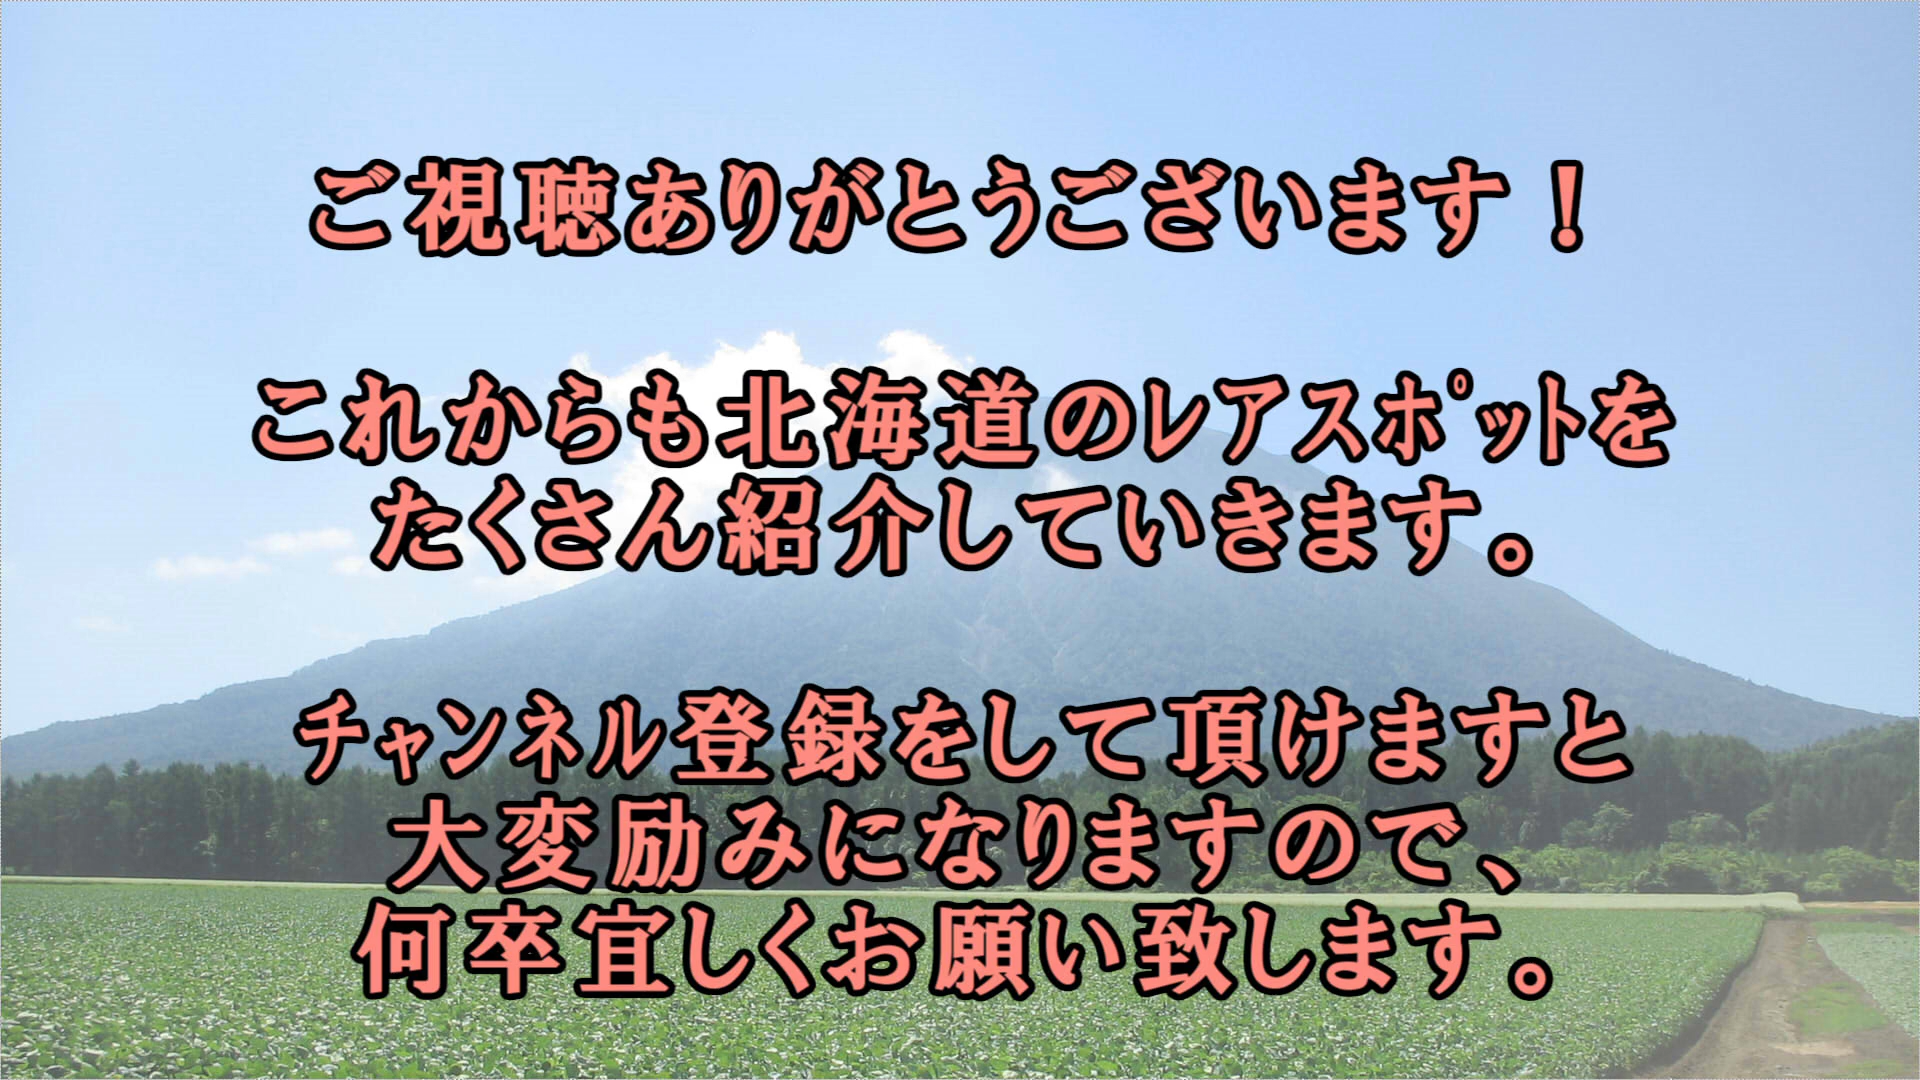 ご視聴ありがとうございます！
これからも北海道のレアスポットを
たくさん紹介していきます。
チャンネル登録をして頂けますと
大変励みになりますので、
何卒宜しくお願い致します。